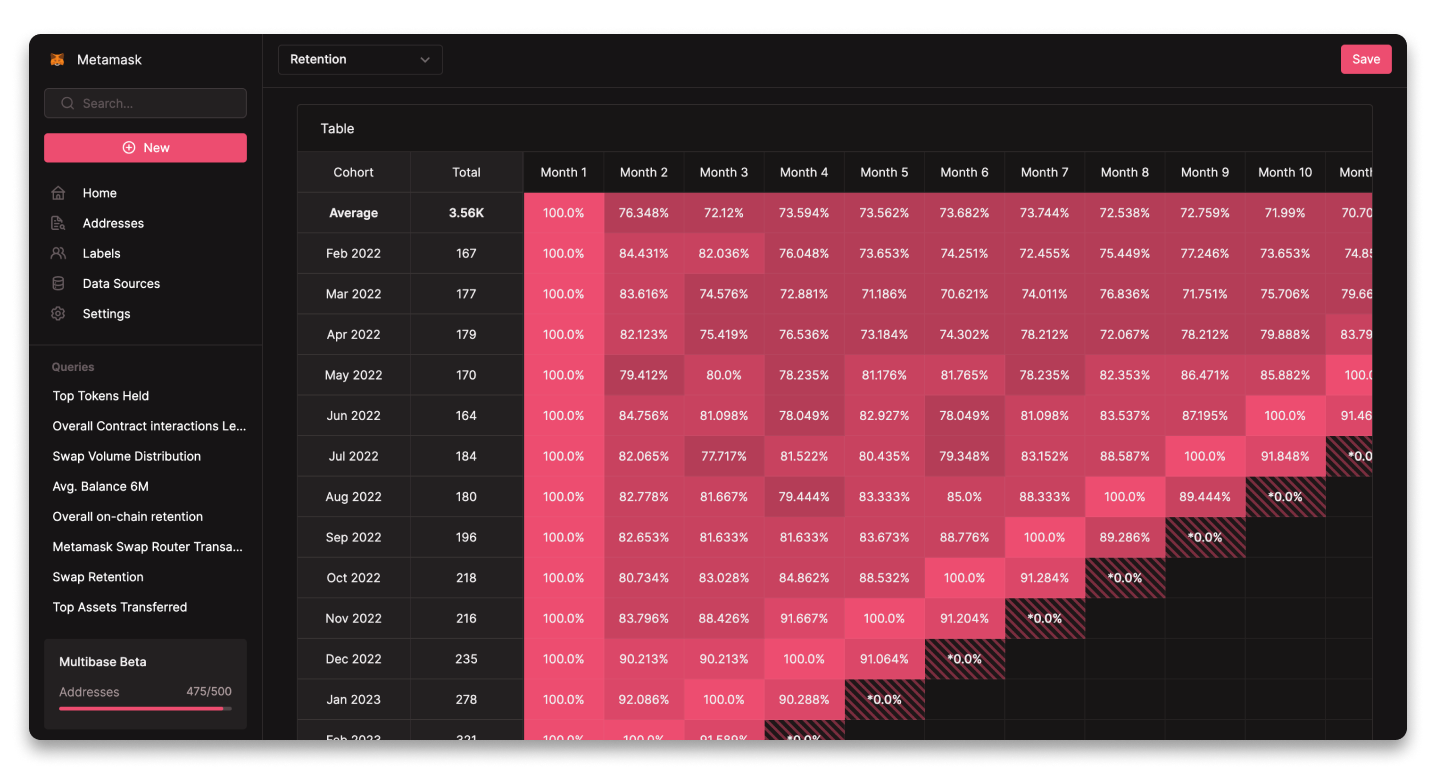 Metamask
Retention
Save
Search...
New
Home
Addresses
Labels
Data Sources
Settings
Queries
Top Tokens Held
Overall Contract interactions Le...
Swap Volume Distribution
Avg. Balance 6M
Overall on-chain retention
Metamask Swap Router Transa...
Swap Retention
Top Assets Transferred
Multibase Beta
Addresses 475/500
Table
Cohort Total Month 1 Month 2 Month 3 Month 4 Month 5 Month 6 Month 7 Month 8 Month 9 Month 10
Average 3.56K 100.0% 76.348% 72.12% 73.594% 73.562% 73.682% 73.744% 72.538% 72.759% 71.99% 70.70
Feb 2022 167 100.0% 84.431% 82.036% 76.048% 73.653% 74.251% 72.455% 75.449% 77.246% 73.653% 74.85
Mar 2022 177 100.0% 83.616% 74.576% 72.881% 71.186% 70.621% 74.011% 76.836% 71.751% 75.706% 79.66
Apr 2022 179 100.0% 82.123% 75.419% 76.536% 73.184% 74.302% 78.212% 72.067% 78.212% 79.888% 83.79
May 2022 170 100.0% 79.412% 80.0% 78.235% 81.176% 81.765% 78.235% 82.353% 86.471% 85.882% 100.
Jun 2022 164 100.0% 84.756% 81.098% 78.049% 82.927% 78.049% 81.098% 83.537% 87.195% 100.0% 91.46
Jul 2022 184 100.0% 82.065% 77.717% 81.522% 80.435% 79.348% 83.152% 88.587% 100.0% 91.848% *0.0
Aug 2022 180 100.0% 82.778% 81.667% 79.444% 83.333% 85.0% 88.333% 100.0% 89.444% *0.0%
Sep 2022 196 100.0% 82.653% 81.633% 81.633% 83.673% 88.776% 100.0% 89.286% *0.0%
Oct 2022 218 100.0% 80.734% 83.028% 84.862% 88.532% 100.0% 91.284% *0.0%
Nov 2022 216 100.0% 83.796% 88.426% 91.667% 100.0% 91.204% *0.0%
Dec 2022 235 100.0% 90.213% 90.213% 100.0% 91.064% *0.0%
Jan 2023 278 100.0% 92.086% 100.0% 90.288% *0.0%
Feb 2023 321 100.0% 100.0% 91.589% *0.0%